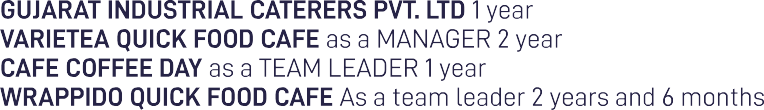 GUJARAT INDUSTRIAL CATERERS PVT. LTD 1 year
VARIETEA QUICK FOOD CAFE as a MANAGER 2 year
CAFE COFFEE DAY as a TEAM LEADER 1 year
WRAPPIDO QUICK FOOD CAFE As a team leader 2 years and 6 months